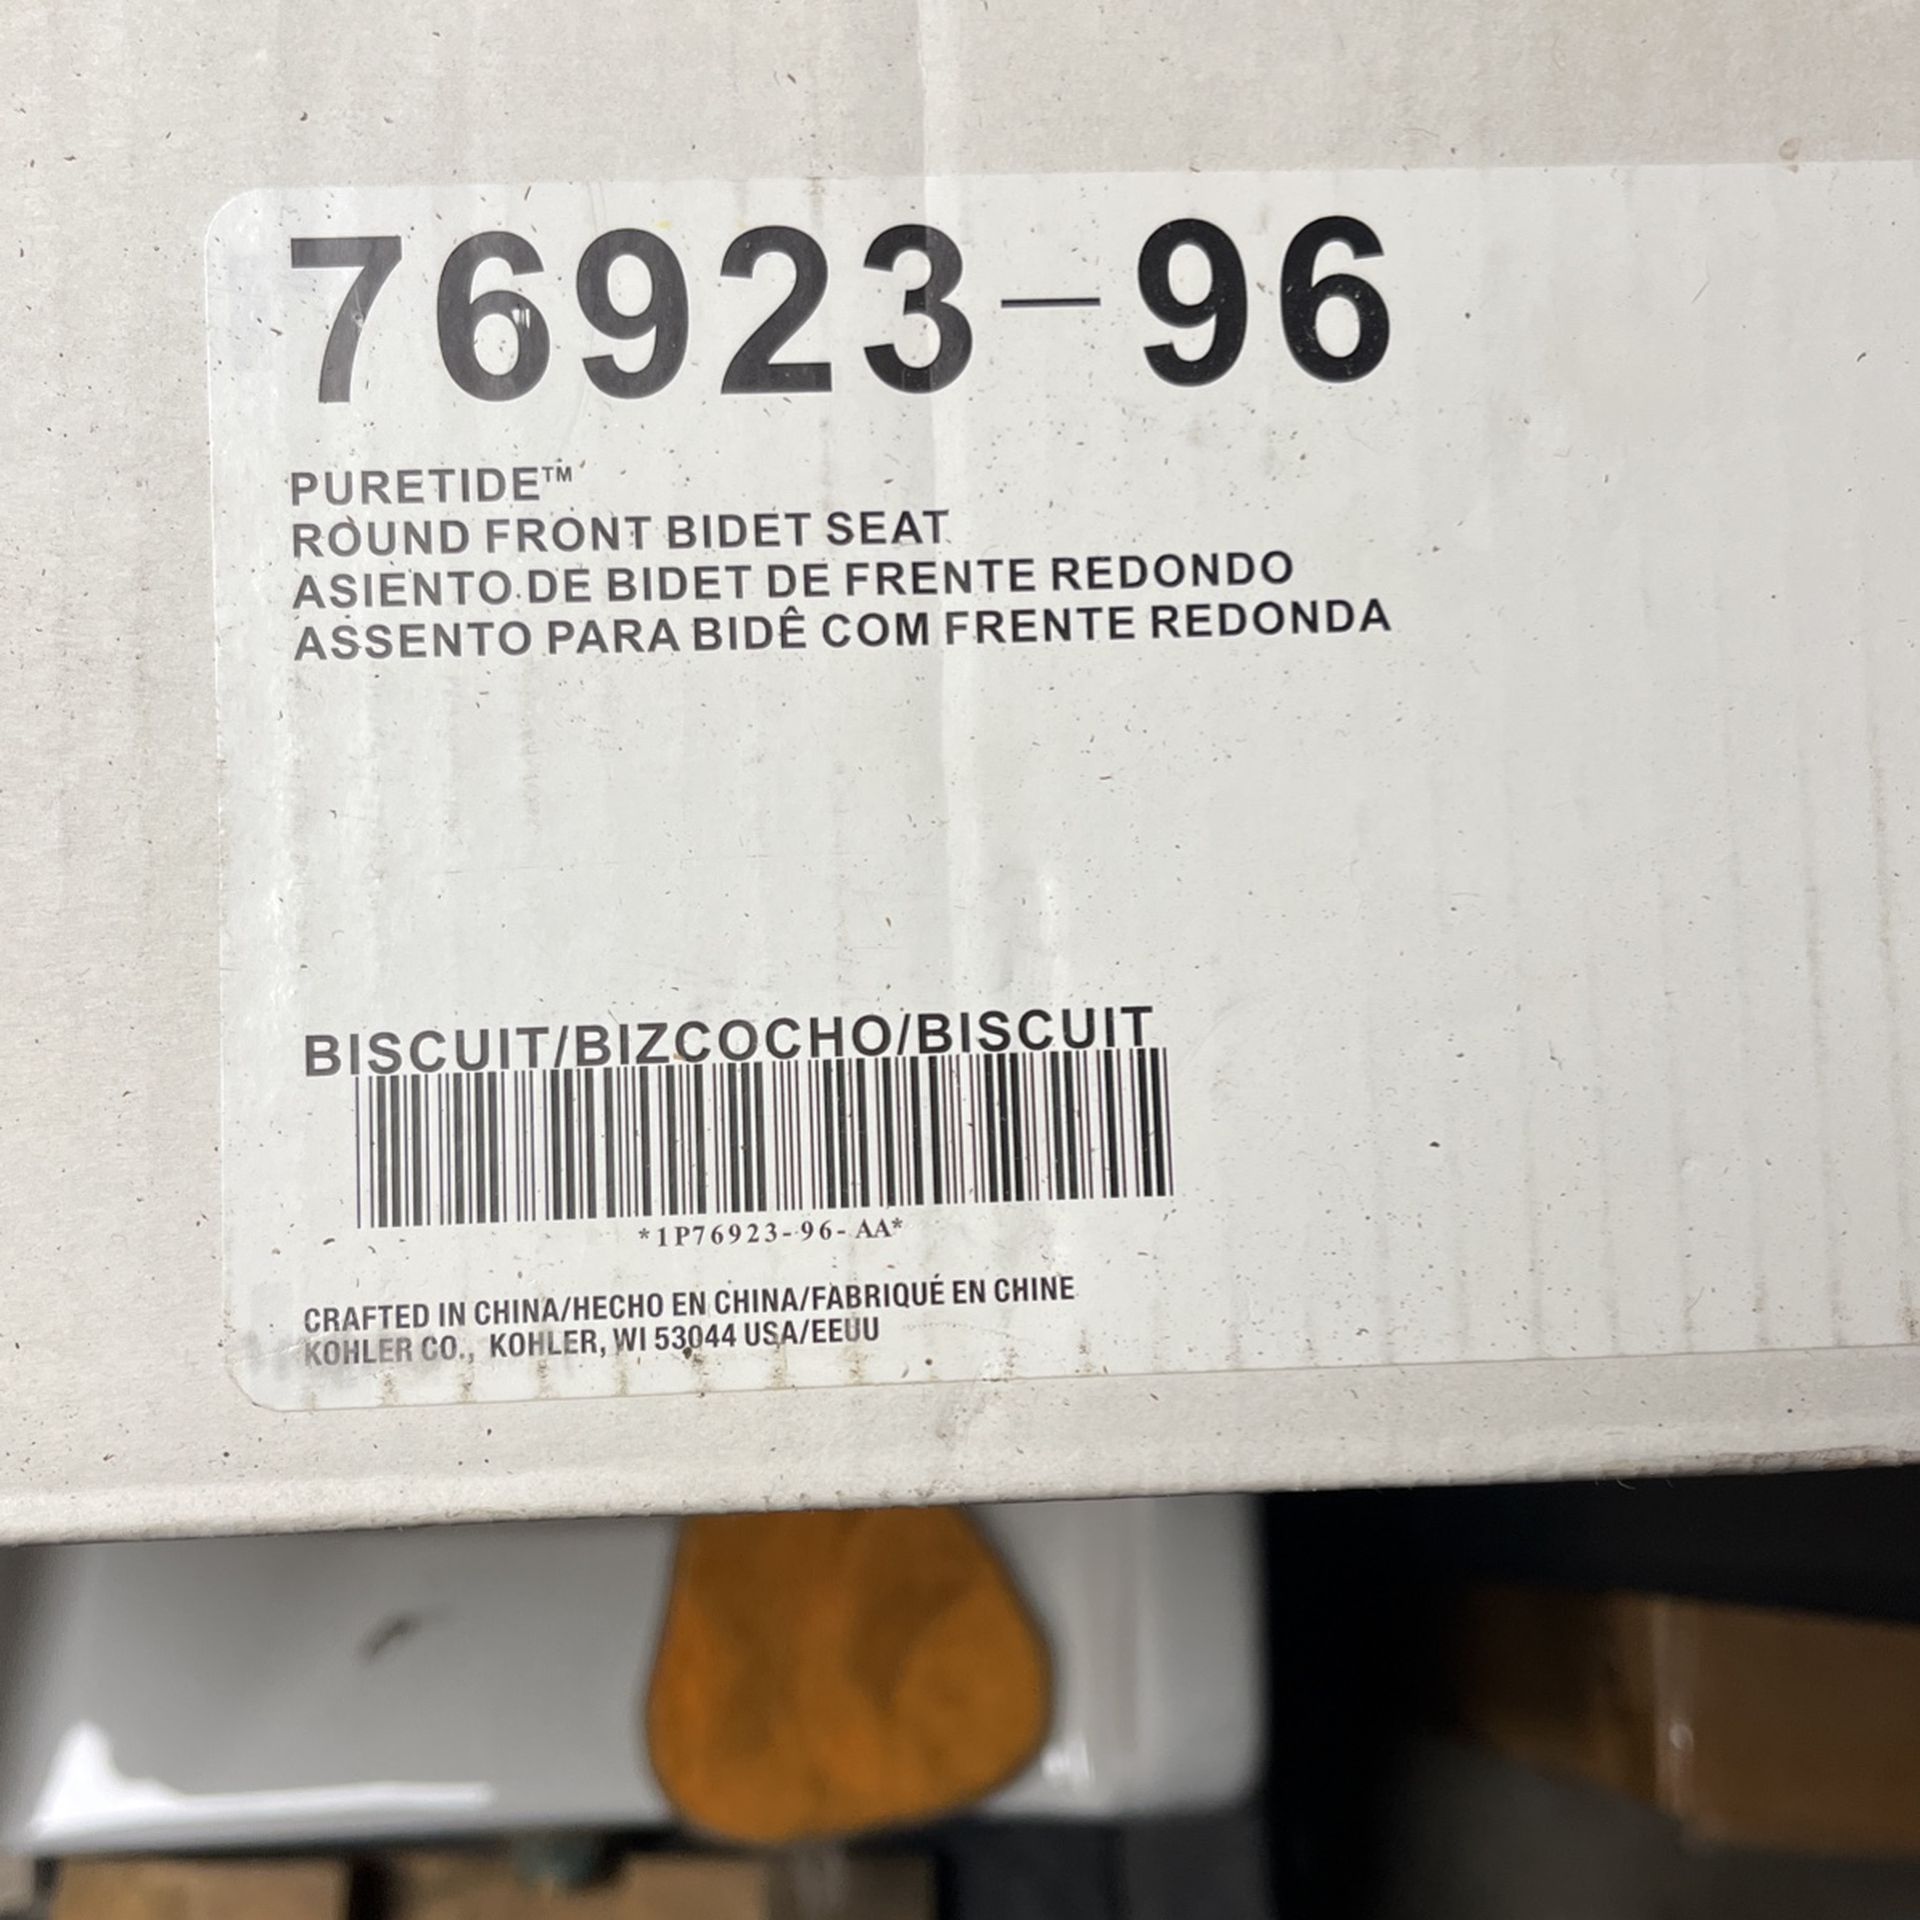 76923-96
PURETIDE™
ROUND FRONT BIDET SEAT
ASIENTO DE BIDET DE FRENTE REDONDO
ASSENTO PARA BIDÊ COM FRENTE REDONDA
BISCUIT/BIZCOCHO/BISCUIT
*1P76923-96-AA*
CRAFTED IN CHINA/HECHO EN CHINA/FABRIQUÉ EN CHINE
KOHLER CO., KOHLER, WI 53044 USA/EEUU